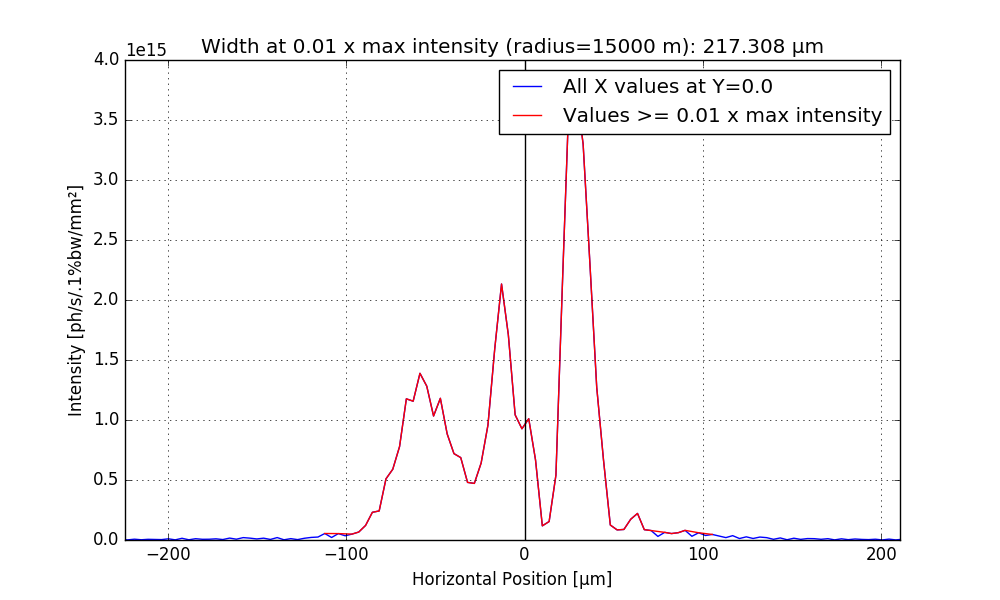 Width at 0.01 x max intensity (radius=15000 m): 217.308 µm
1e15
All X values at Y=0.0
Values >= 0.01 x max intensity
4.0
3.5
3.0
2.5
2.0
1.5
1.0
0.5
0.0
Intensity [ph/s/.1%bw/mm²]
−200
−100
0
100
200
Horizontal Position [µm]